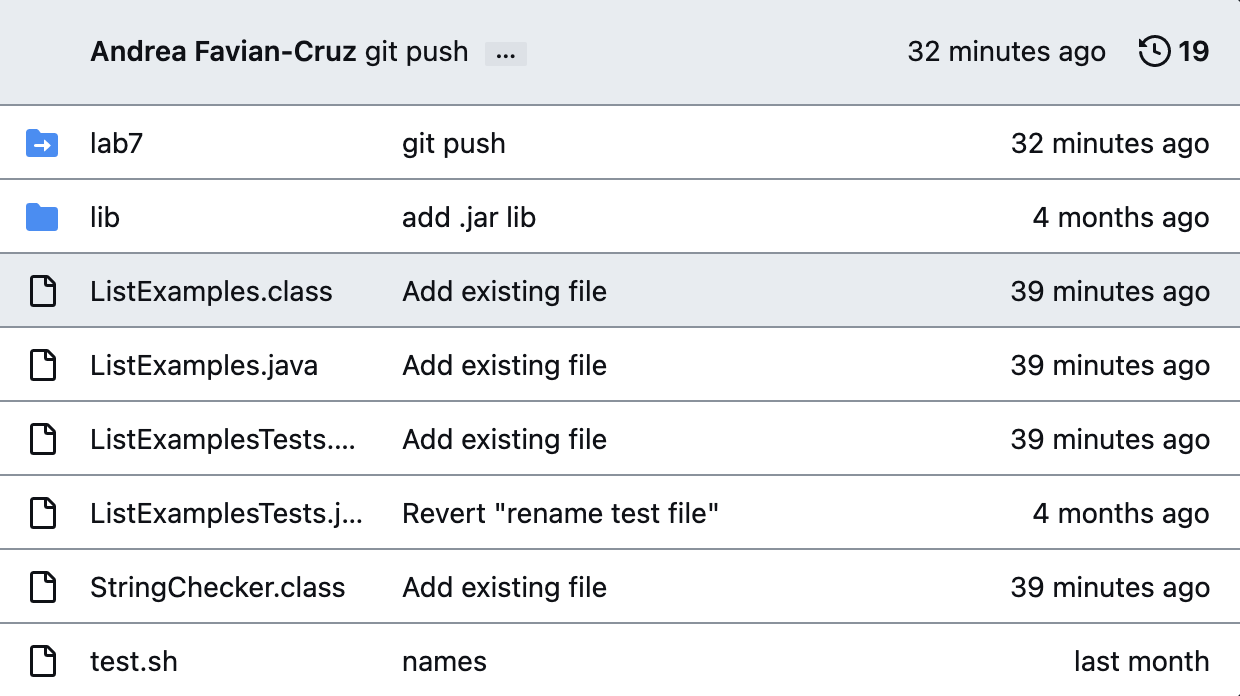 Andrea Favian-Cruz git push ... 32 minutes ago 19
lab7 git push 32 minutes ago
lib add .jar lib 4 months ago
ListExamples.class Add existing file 39 minutes ago
ListExamples.java Add existing file 39 minutes ago
ListExamplesTests.... Add existing file 39 minutes ago
ListExamplesTests.j... Revert "rename test file" 4 months ago
StringChecker.class Add existing file 39 minutes ago
test.sh names last month